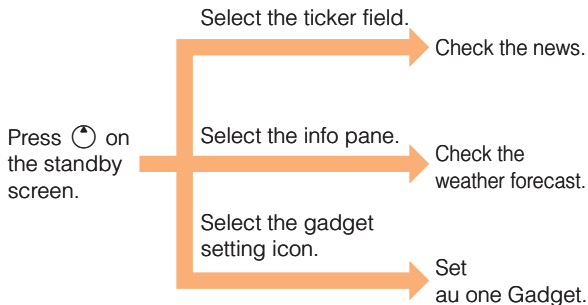 Select the ticker field.
Check the news.
Press on
the standby
screen.
Select the info pane.
Check the
weather forecast.
Select the gadget
setting icon.
Set
au one Gadget.